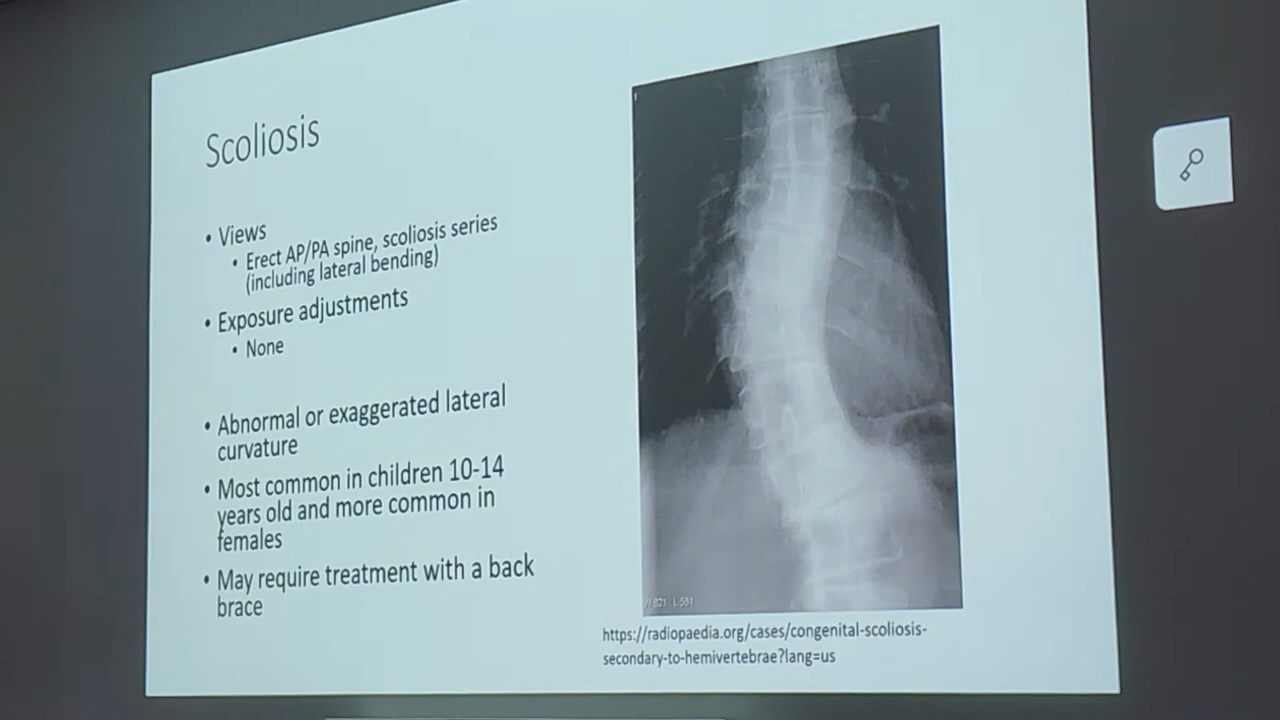 Scoliosis
• Views
• Erect AP/PA spine, scoliosis series
(including lateral bending)
• Exposure adjustments
• None
• Abnormal or exaggerated lateral
curvature
• Most common in children 10-14
years old and more common in
females
• May require treatment with a back
brace
W:821 L:581
https://radiopaedia.org/cases/congenital-scoliosis-
secondary-to-hemivertebrae?lang=us